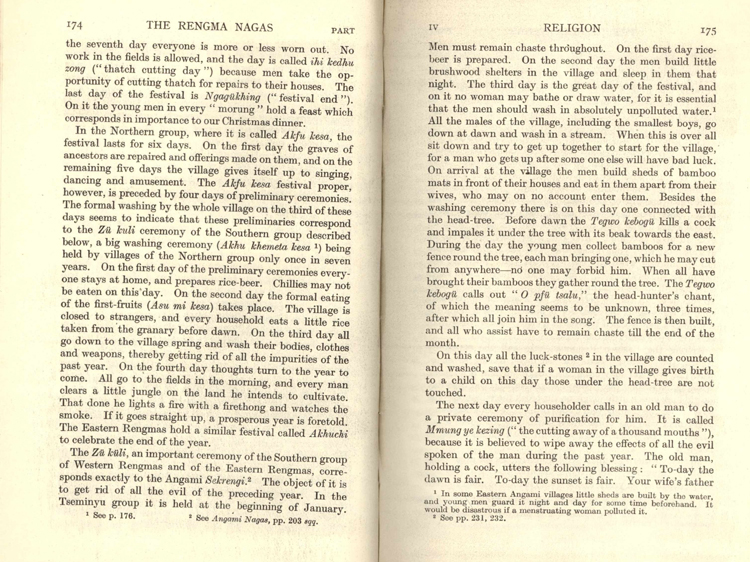 174 THE RENGMA NAGAS PART
the seventh day everyone is more or less worn out. No
work in the fields is allowed, and the day is called ihi kedhu
zong (“thatch cutting day”) because men take the op-
portunity of cutting thatch for repairs to their houses. The
last day of the festival is Ngagükhing (“festival end”).
On it the young men in every “morung” hold a feast which
corresponds in importance to our Christmas dinner.
In the Northern group, where it is called Akfu kesa, the
festival lasts for six days. On the first day the graves of
ancestors are repaired and offerings made on them, and on the
remaining five days the village gives itself up to singing,
dancing and amusement. The Akfu kesa festival proper,
however, is preceded by four days of preliminary ceremonies.
The formal washing by the whole village on the third of these
days seems to indicate that these preliminaries correspond
to the Zü kuli ceremony of the Southern group described
below, a big washing ceremony (Akhu khemeta kesa ¹) being
held by villages of the Northern group only once in seven
years. On the first day of the preliminary ceremonies every-
one stays at home, and prepares rice-beer. Chillies may not
be eaten on this day. On the second day the formal eating
of the first-fruits (Asu mi kesa) takes place. The village is
closed to strangers, and every household eats a little rice
taken from the granary before dawn. On the third day all
go down to the village spring and wash their bodies, clothes
and weapons, thereby getting rid of all the impurities of the
past year. On the fourth day thoughts turn to the year to
come. All go to the fields in the morning, and every man
clears a little jungle on the land he intends to cultivate.
That done he lights a fire with a firethong and watches the
smoke. If it goes straight up, a prosperous year is foretold.
The Eastern Rengmas hold a similar festival called Akhuchi
to celebrate the end of the year.
The Zü küli, an important ceremony of the Southern group
of Western Rengmas and of the Eastern Rengmas, corre-
sponds exactly to the Angami Sekrengi.² The object of it is
to get rid of all the evil of the preceding year. In the
Tseminyu group it is held at the beginning of January.
¹ See p. 176. ² See Angami Nagas, pp. 203 sqq.
IV RELIGION 175
Men must remain chaste throughout. On the first day rice-
beer is prepared. On the second day the men build little
brushwood shelters in the village and sleep in them that
night. The third day is the great day of the festival, and
on it no woman may bathe or draw water, for it is essential
that the men should wash in absolutely unpolluted water.¹
All the males of the village, including the smallest boys, go
down at dawn and wash in a stream. When this is over all
sit down and try to get up together to start for the village,
for a man who gets up after some one else will have bad luck.
On arrival at the village the men build sheds of bamboo
mats in front of their houses and eat in them apart from their
wives, who may on no account enter them. Besides the
washing ceremony there is on this day one connected with
the head-tree. Before dawn the Tegwo kebogü kills a cock
and impales it under the tree with its beak towards the east.
During the day the young men collect bamboos for a new
fence round the tree, each man bringing one, which he may cut
from anywhere—no one may forbid him. When all have
brought their bamboos they gather round the tree. The Tegwo
kebogü calls out “O pfü tsalu,” the head-hunter's chant,
of which the meaning seems to be unknown, three times,
after which all join him in the song. The fence is then built,
and all who assist have to remain chaste till the end of the
month.
On this day all the luck-stones ² in the village are counted
and washed, save that if a woman in the village gives birth
to a child on this day those under the head-tree are not
touched.
The next day every householder calls in an old man to do
a private ceremony of purification for him. It is called
Mmung ye kezing (“the cutting away of a thousand mouths”),
because it is believed to wipe away the effects of all the evil
spoken of the man during the past year. The old man,
holding a cock, utters the following blessing: “To-day the
dawn is fair. To-day the sunset is fair. Your wife's father
¹ In some Eastern Angami villages little sheds are built by the water,
and young men guard it night and day for some time beforehand. It
would be disastrous if a menstruating woman polluted it.
² See pp. 231, 232.